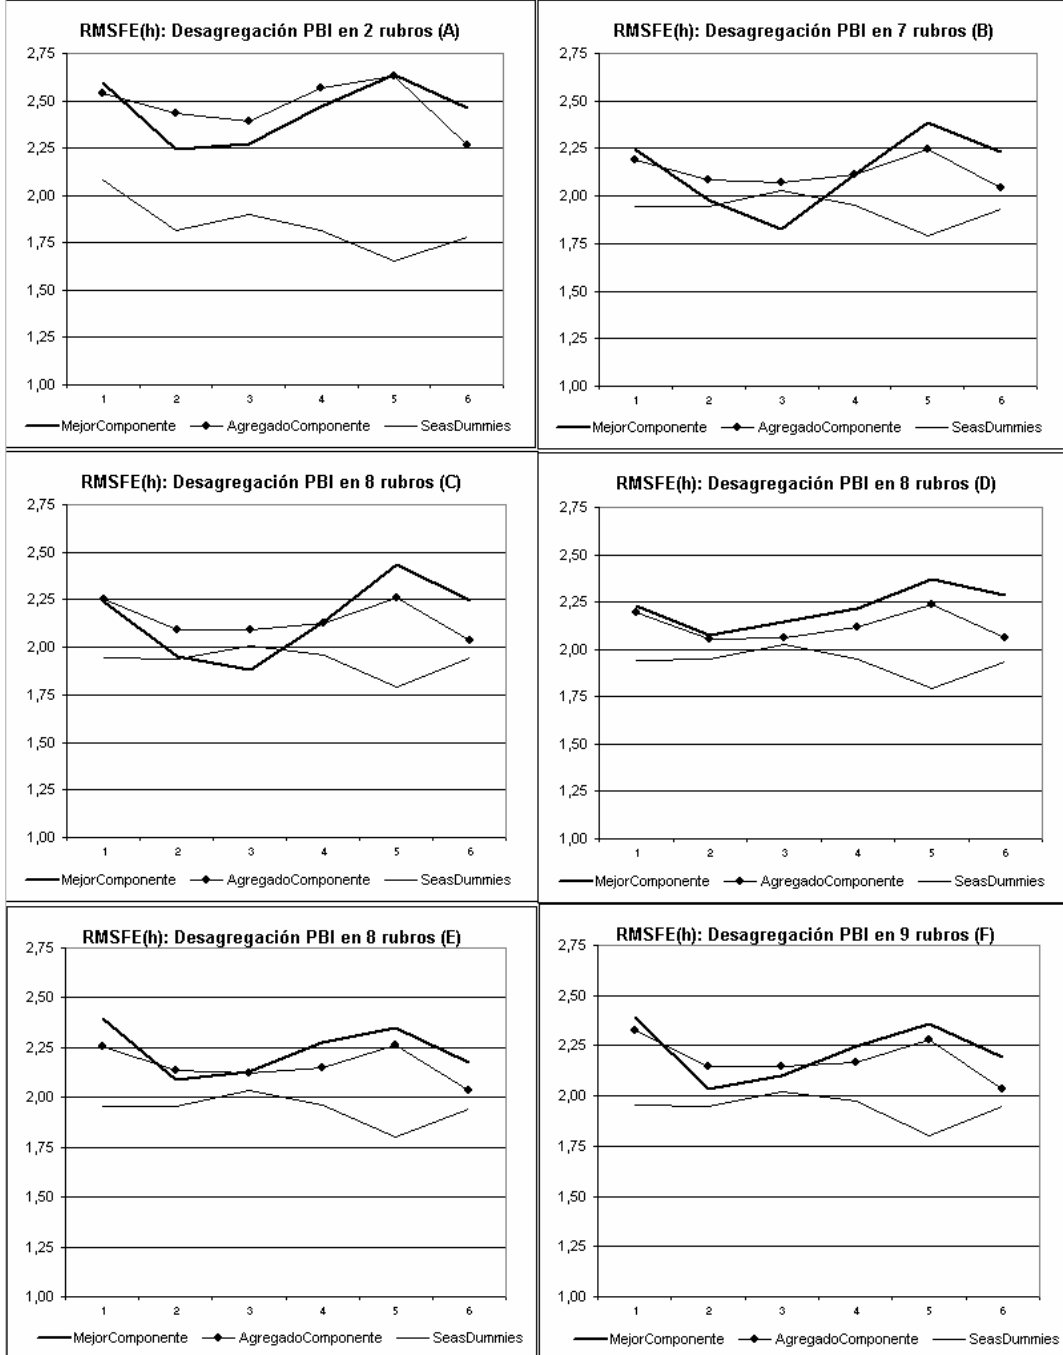 RMSFE(h): Desagregación PBI en 2 rubros (A)
2,75
2,50
2,25
2,00
1,75
1,50
1,25
1,00
1 2 3 4 5 6
MejorComponente AgregadoComponente SeasDummies
RMSFE(h): Desagregación PBI en 7 rubros (B)
2,75
2,50
2,25
2,00
1,75
1,50
1,25
1,00
1 2 3 4 5 6
MejorComponente AgregadoComponente SeasDummies
RMSFE(h): Desagregación PBI en 8 rubros (C)
2,75
2,50
2,25
2,00
1,75
1,50
1,25
1,00
1 2 3 4 5 6
MejorComponente AgregadoComponente SeasDummies
RMSFE(h): Desagregación PBI en 8 rubros (D)
2,75
2,50
2,25
2,00
1,75
1,50
1,25
1,00
1 2 3 4 5 6
MejorComponente AgregadoComponente SeasDummies
RMSFE(h): Desagregación PBI en 8 rubros (E)
2,75
2,50
2,25
2,00
1,75
1,50
1,25
1,00
1 2 3 4 5 6
MejorComponente AgregadoComponente SeasDummies
RMSFE(h): Desagregación PBI en 9 rubros (F)
2,75
2,50
2,25
2,00
1,75
1,50
1,25
1,00
1 2 3 4 5 6
MejorComponente AgregadoComponente SeasDummies